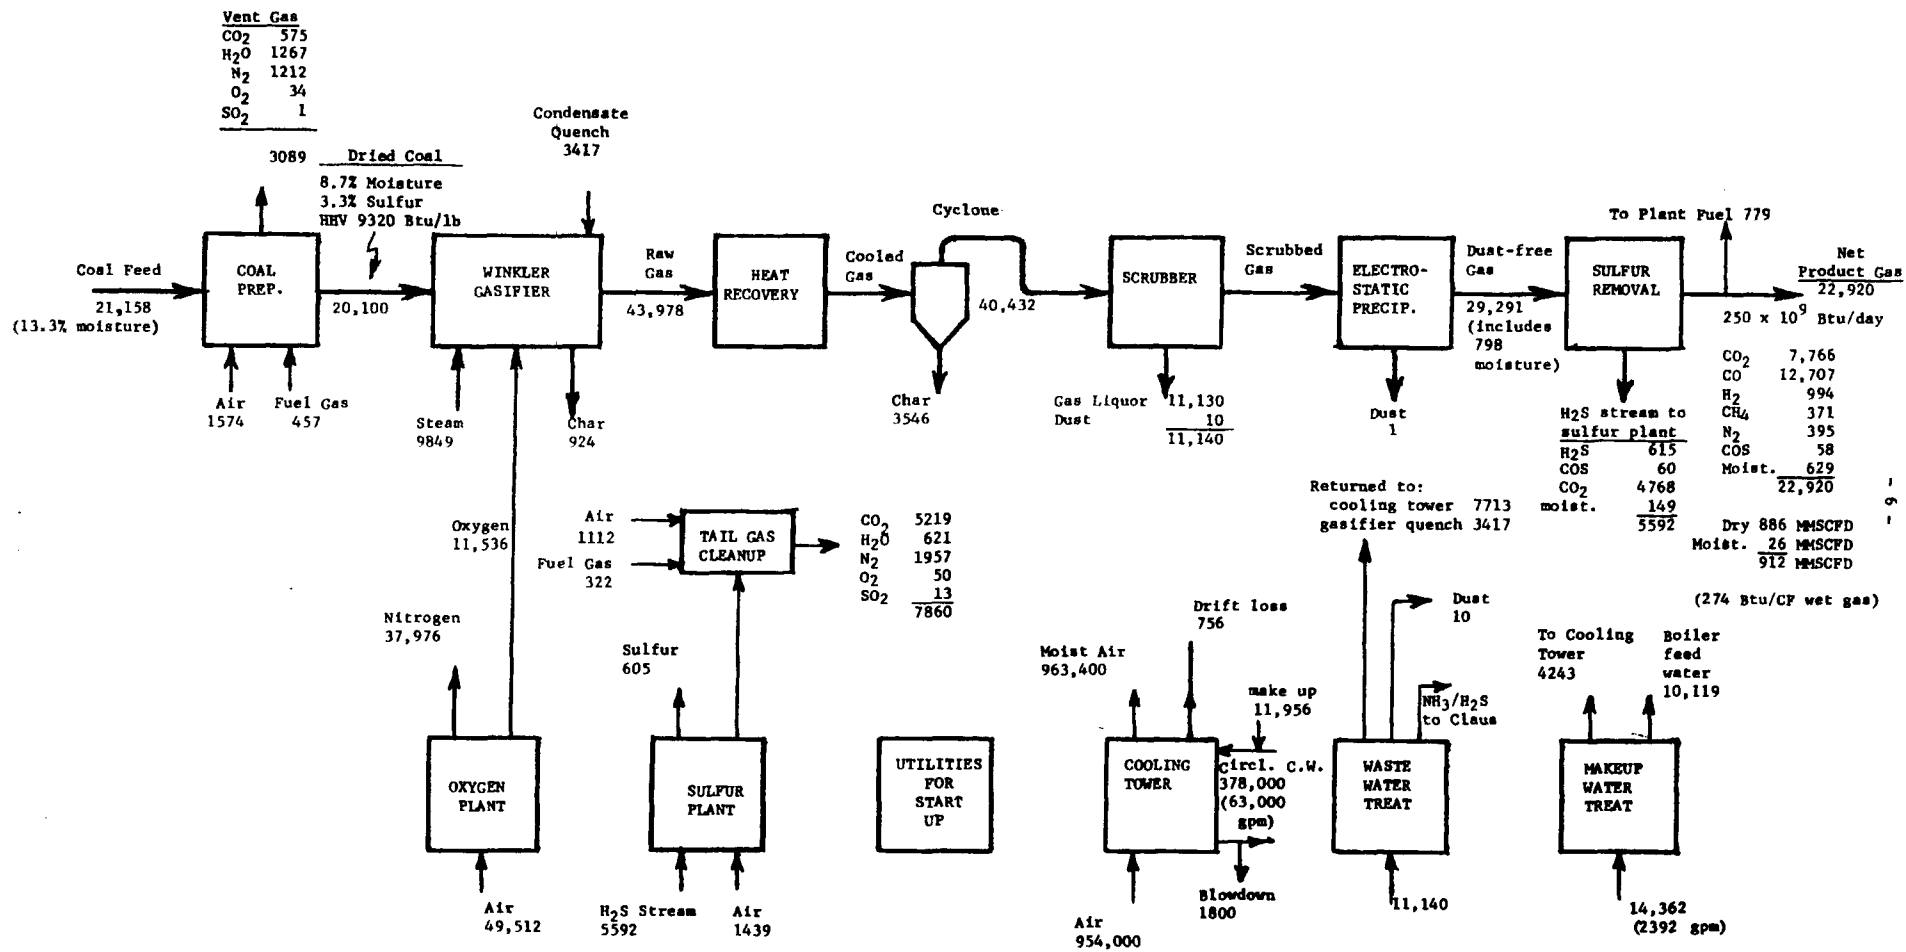 Vent Gas
CO2 575
H2O 1267
N2 1212
O2 34
SO2 1
3089
Dried Coal
8.7% Moisture
3.3% Sulfur
HHV 9320 Btu/lb
Condensate
Quench
3417
Coal Feed
21,158
(13.3% moisture)
COAL
PREP.
20,100
Air
1574
Fuel Gas
457
WINKLER
GASIFIER
Steam
9849
Char
924
Raw
Gas
43,978
HEAT
RECOVERY
Cooled
Gas
Cyclone
40,432
Char
3546
SCRUBBER
Gas Liquor 11,130
Dust 10
11,140
Scrubbed
Gas
ELECTRO-
STATIC
PRECIP.
Dust
1
Dust-free
Gas
29,291
(includes
798
moisture)
SULFUR
REMOVAL
To Plant Fuel 779
Net
Product Gas
22,920
250 x 10^9 Btu/day
CO2 7,766
CO 12,707
H2 994
CH4 371
N2 395
COS 58
Moist. 629
22,920
Dry 886 MMSCFD
Moist. 26 MMSCFD
912 MMSCFD
(274 Btu/CF wet gas)
H2S stream to
sulfur plant
H2S 615
COS 60
CO2 4768
moist. 149
5592
- 6 -
Oxygen
11,536
Nitrogen
37,976
OXYGEN
PLANT
Air
49,512
Air
1112
Fuel Gas
322
TAIL GAS
CLEANUP
CO2 5219
H2O 621
N2 1957
O2 50
SO2 13
7860
Sulfur
605
SULFUR
PLANT
H2S Stream
5592
Air
1439
UTILITIES
FOR
START
UP
Moist Air
963,400
Drift loss
756
make up
11,956
COOLING
TOWER
Circl. C.W.
378,000
(63,000
gpm)
Blowdown
1800
Air
954,000
Returned to:
cooling tower 7713
gasifier quench 3417
Dust
10
NH3/H2S
to Claus
WASTE
WATER
TREAT
11,140
To Cooling
Tower
4243
Boiler
feed
water
10,119
MAKEUP
WATER
TREAT
14,362
(2392 gpm)